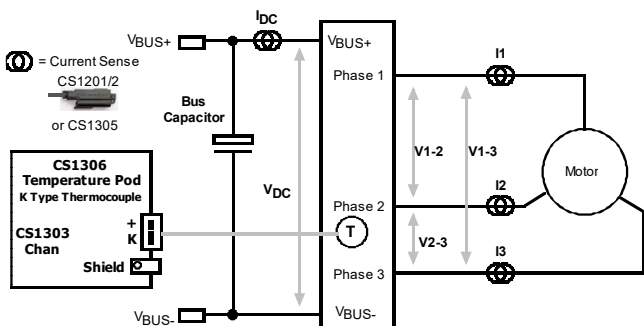 IDC
VBUS+
VBUS+
= Current Sense
CS1201/2
or CS1305
Phase 1
I1
Bus
Capacitor
V1-2
V1-3
Motor
CS1306
Temperature Pod
K Type Thermocouple
VDC
CS1303
Chan
+
K
Phase 2
I2
T
V2-3
Shield
Phase 3
I3
VBUS-
VBUS-